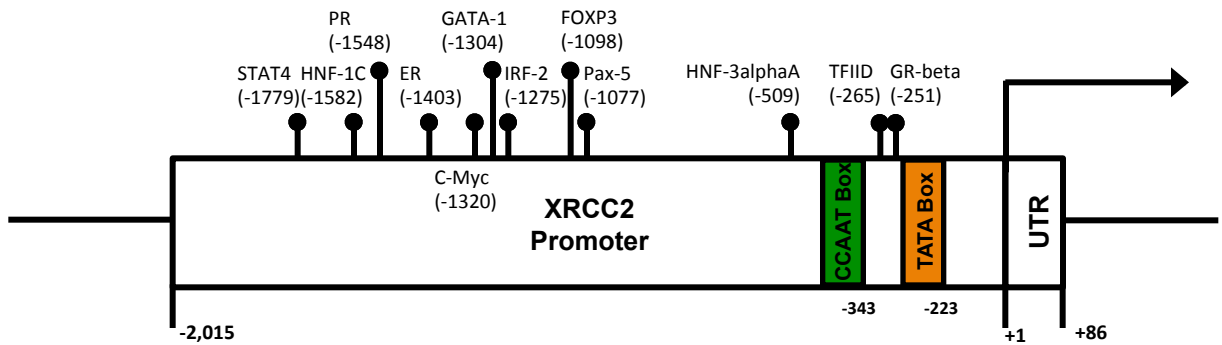 PR GATA-1 FOXP3
(-1548) (-1304) (-1098)
STAT4 HNF-1C ER IRF-2 Pax-5 HNF-3alphaA TFIID GR-beta
(-1779) (-1582) (-1403) (-1275) (-1077) (-509) (-265) (-251)
C-Myc
(-1320)
XRCC2
Promoter
CCAAT Box
TATA Box
UTR
-2,015 -343 -223 +1 +86